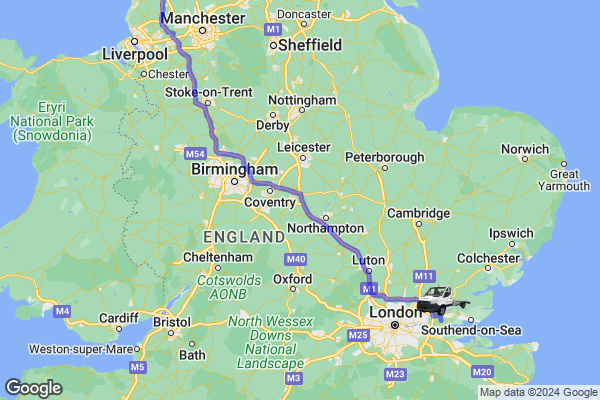 Doncaster
Manchester
M1
Liverpool
Sheffield
Chester
Eryri
National Park
(Snowdonia)
Stoke-on-Trent
Nottingham
Derby
M54
Leicester
Peterborough
Norwich
Birmingham
Great
Yarmouth
Coventry
Northampton
Cambridge
ENGLAND
Ipswich
M40
Cheltenham
Luton
M11
Colchester
Cotswolds
AONB
Oxford
M1
M4
Cardiff
Bristol
North Wessex
Downs
National
Landscape
London
Southend-on-Sea
M25
Weston-super-Mare
Bath
M5
M3
M23
M20
Google
Google
Map data ©2024 Google